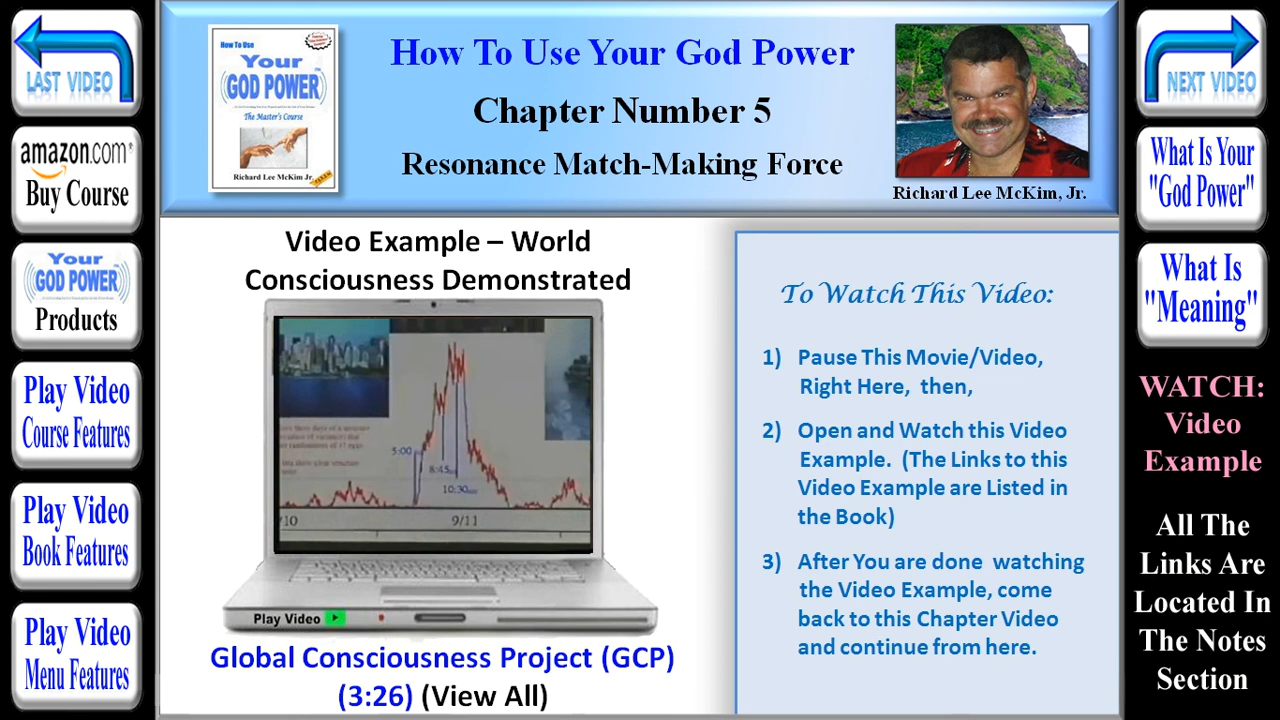 LAST VIDEO
amazon.com
Buy Course
Your
GOD POWER
Products
Play Video
Course Features
Play Video
Book Features
Play Video
Menu Features
How To Use
Your
GOD POWER
The Master's Course
Richard Lee McKim Jr.
How To Use Your God Power
Chapter Number 5
Resonance Match-Making Force
Richard Lee McKim, Jr.
Video Example – World
Consciousness Demonstrated
5:00
8:45
10:30
/10
9/11
Play Video
Global Consciousness Project (GCP)
(3:26) (View All)
To Watch This Video:
1) Pause This Movie/Video,
Right Here, then,
2) Open and Watch this Video
Example. (The Links to this
Video Example are Listed in
the Book)
3) After You are done watching
the Video Example, come
back to this Chapter Video
and continue from here.
NEXT VIDEO
What Is Your
"God Power"
What Is
"Meaning"
WATCH:
Video
Example
All The
Links Are
Located In
The Notes
Section